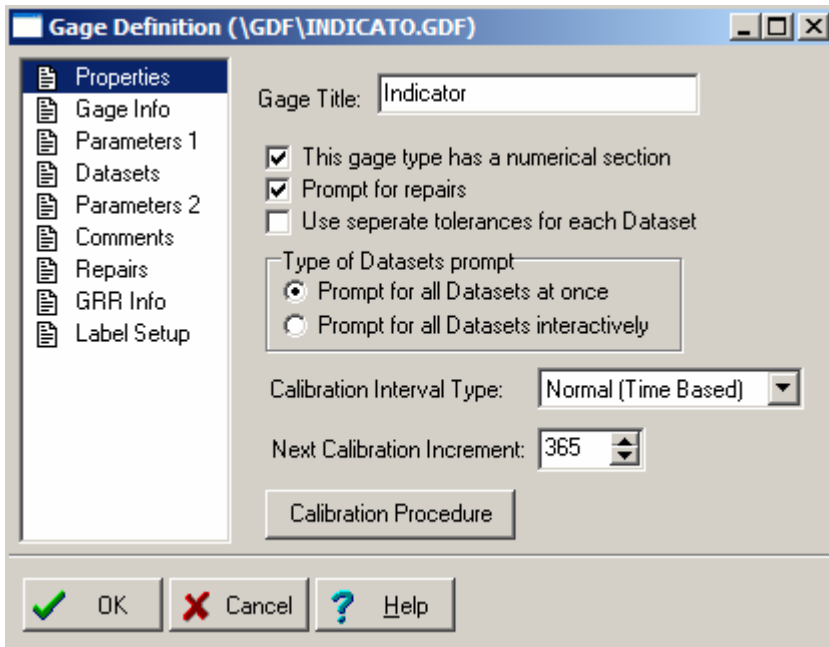 Gage Definition (\GDF\INDICATO.GDF)
Properties
Gage Info
Parameters 1
Datasets
Parameters 2
Comments
Repairs
GRR Info
Label Setup
Gage Title: Indicator
This gage type has a numerical section
Prompt for repairs
Use seperate tolerances for each Dataset
Type of Datasets prompt
Prompt for all Datasets at once
Prompt for all Datasets interactively
Calibration Interval Type: Normal (Time Based)
Next Calibration Increment: 365
Calibration Procedure
OK Cancel Help